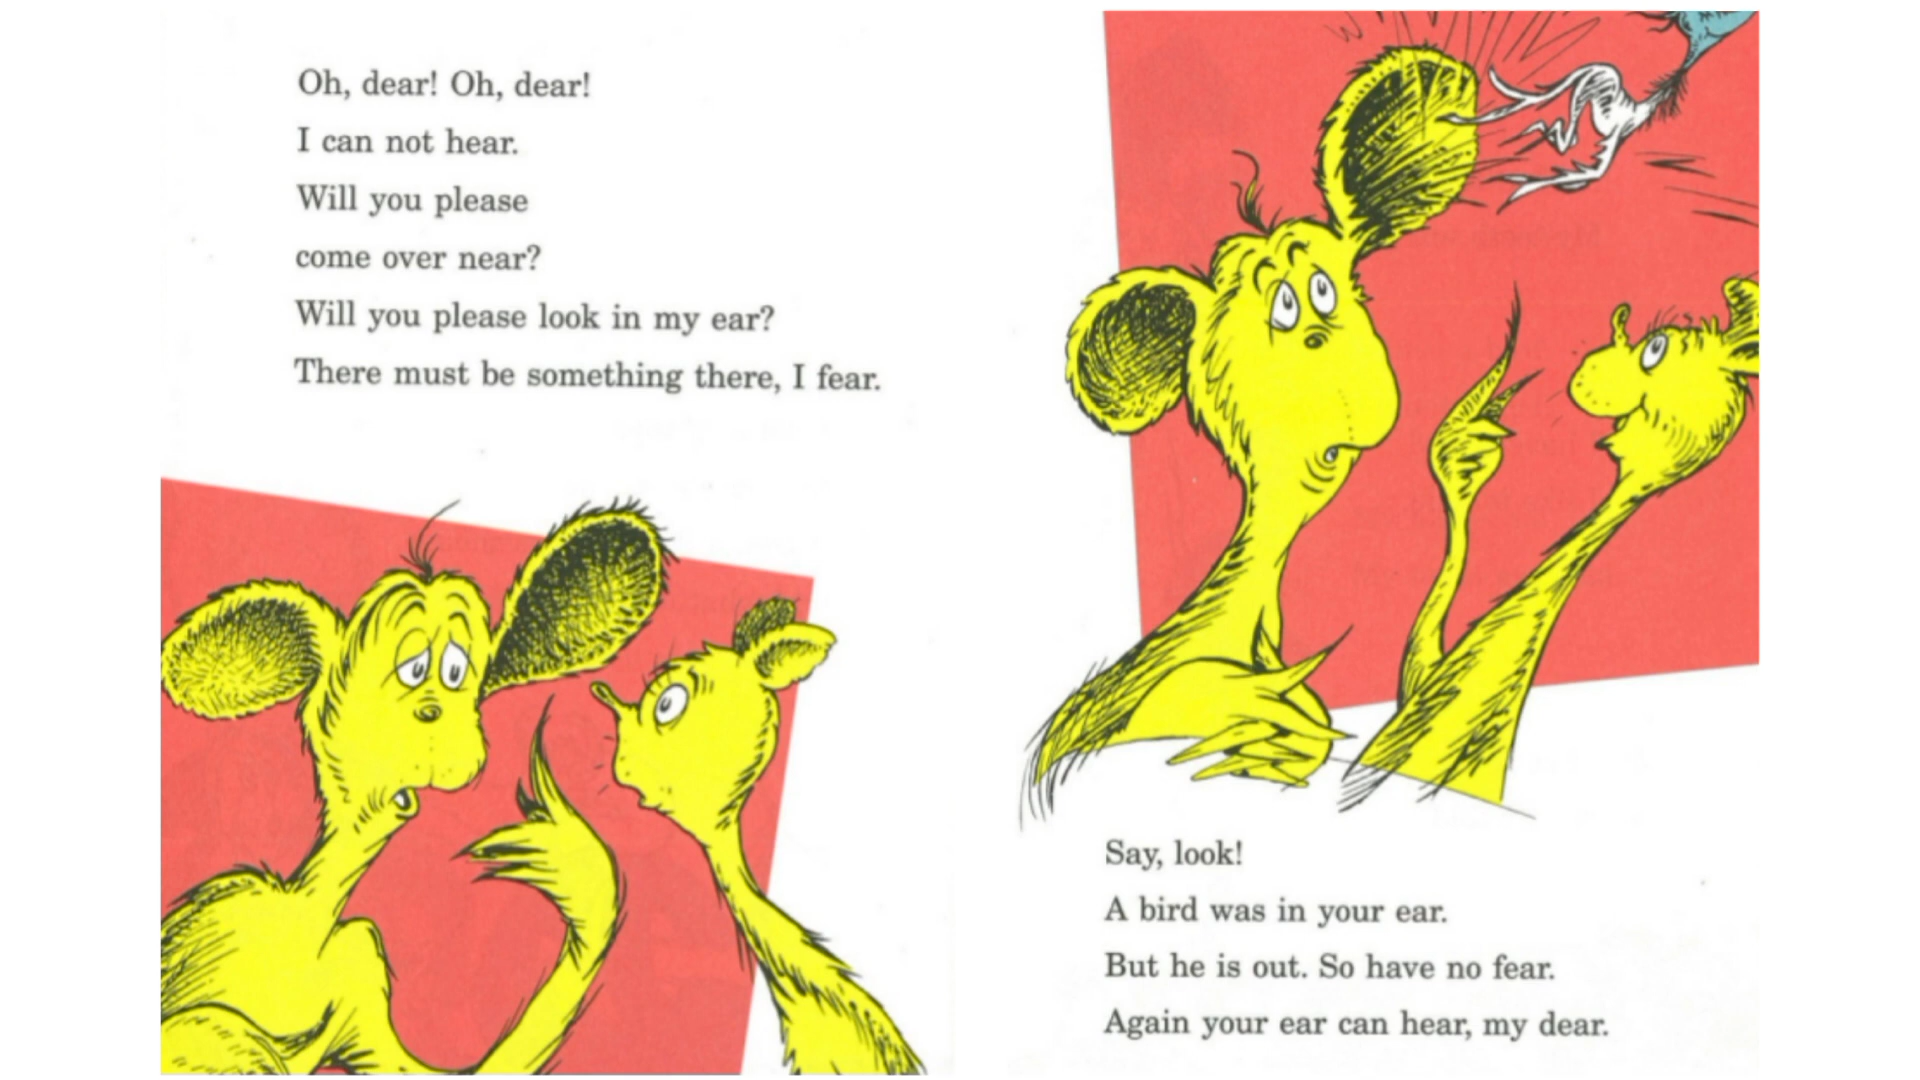 Oh, dear! Oh, dear!
I can not hear.
Will you please
come over near?
Will you please look in my ear?
There must be something there, I fear.
Say, look!
A bird was in your ear.
But he is out. So have no fear.
Again your ear can hear, my dear.